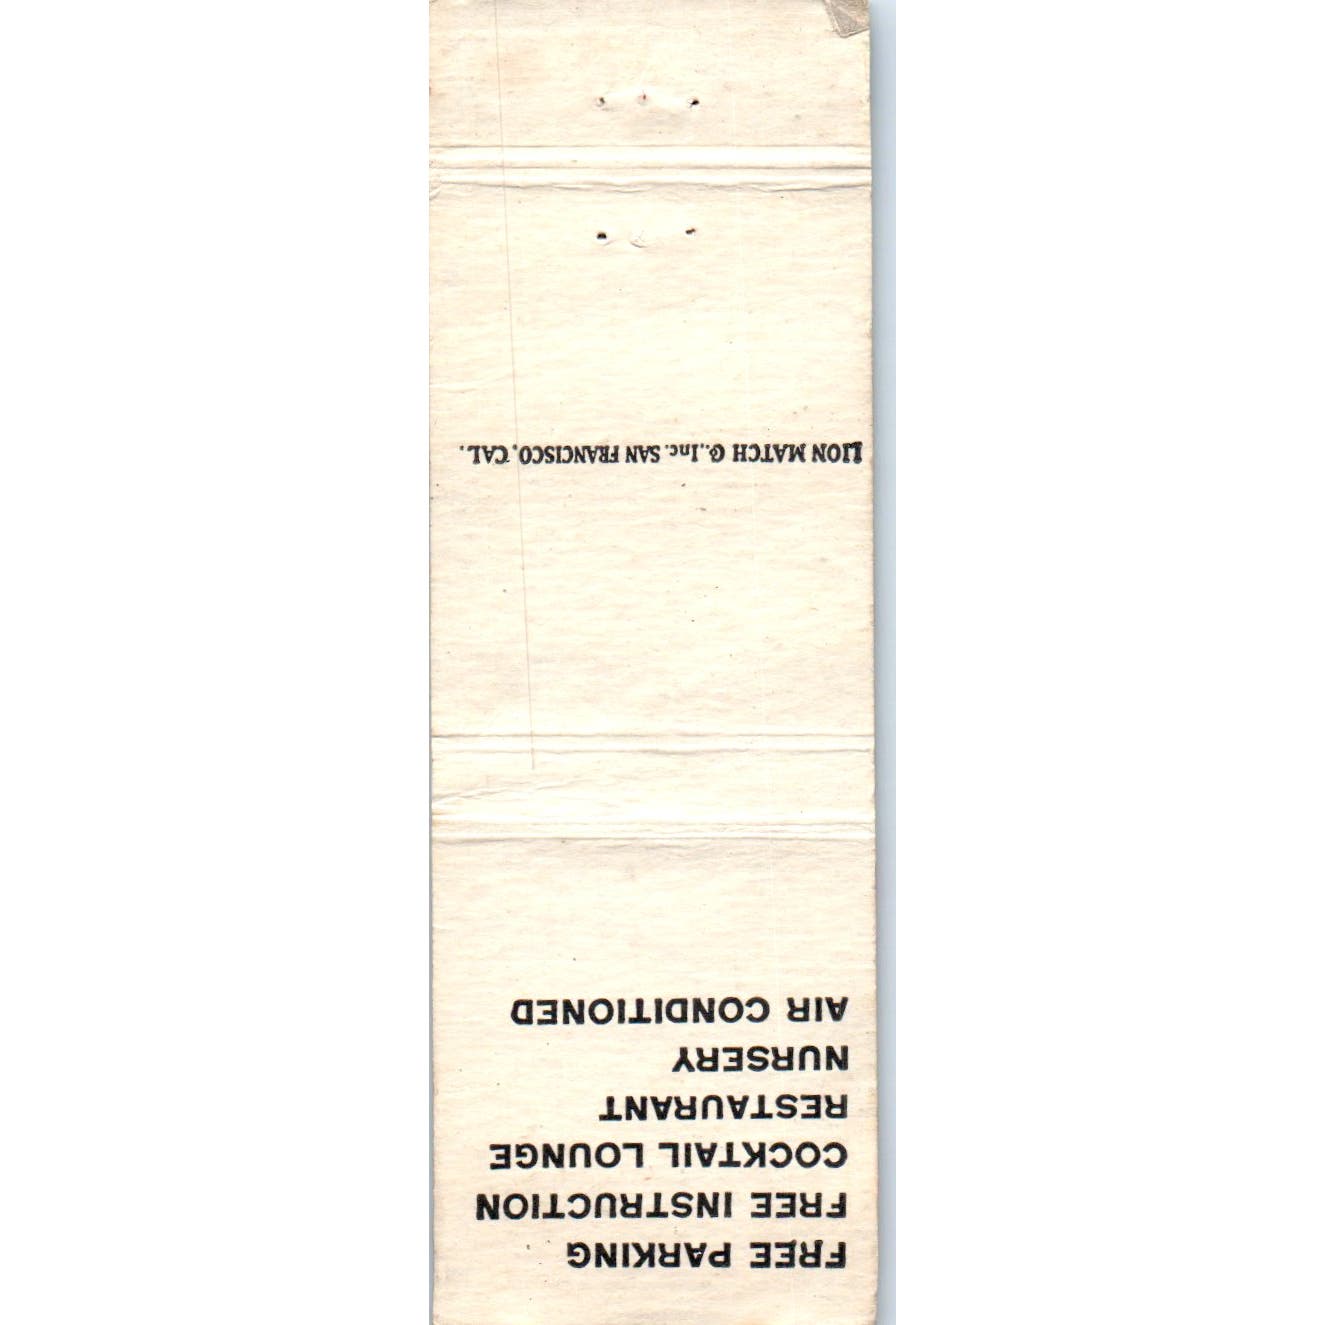 FREE PARKING
FREE INSTRUCTION
COCKTAIL LOUNGE
RESTAURANT
NURSERY
AIR CONDITIONED
LION MATCH Co., Inc. SAN FRANCISCO, CAL.